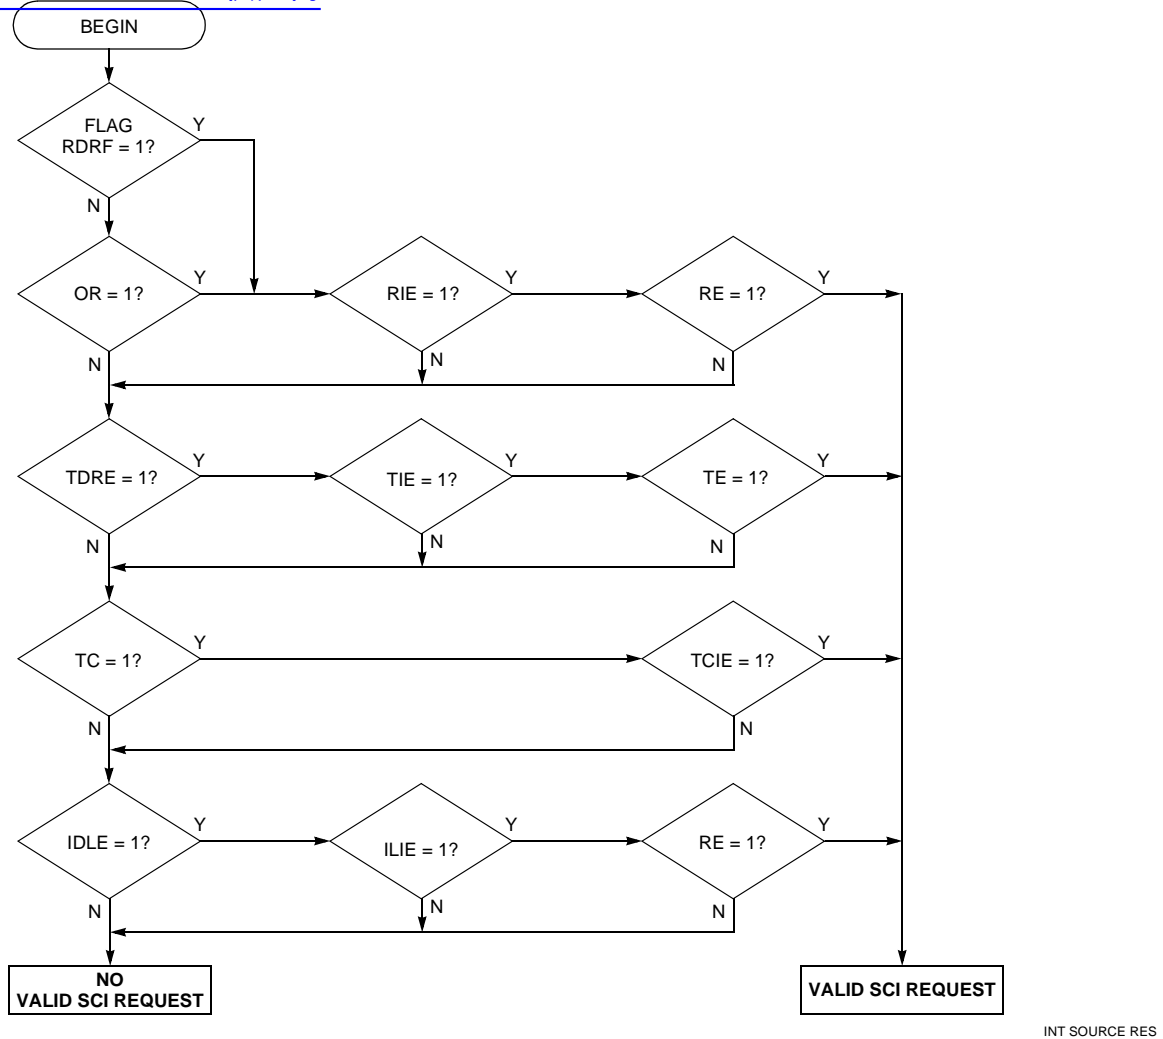 BEGIN
FLAG
RDRF = 1?
Y
N
OR = 1?
Y
RIE = 1?
Y
RE = 1?
Y
N
N
N
TDRE = 1?
Y
TIE = 1?
Y
TE = 1?
Y
N
N
N
TC = 1?
Y
TCIE = 1?
Y
N
N
IDLE = 1?
Y
ILIE = 1?
Y
RE = 1?
Y
N
N
N
NO
VALID SCI REQUEST
VALID SCI REQUEST
INT SOURCE RES